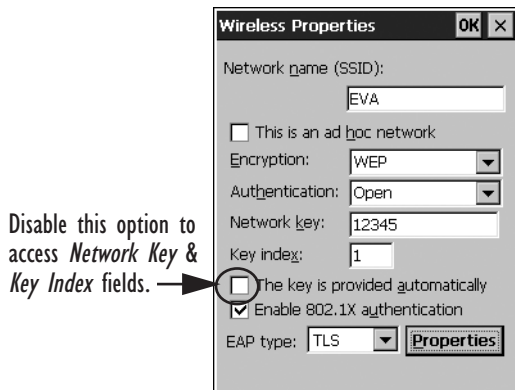 Wireless Properties OK ×
Network name (SSID):
EVA
This is an ad hoc network
Encryption: WEP
Authentication: Open
Network key: 12345
Key index: 1
The key is provided automatically
Enable 802.1X authentication
EAP type: TLS Properties
Disable this option to
access Network Key &
Key Index fields.